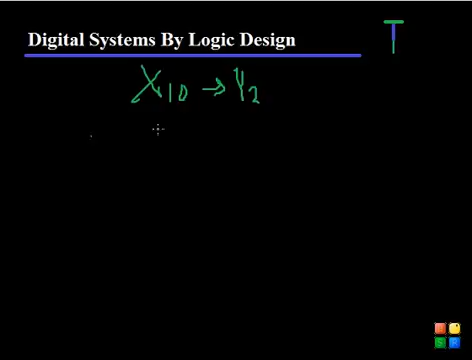 Digital Systems By Logic Design
T
X₁₀ → Y₂